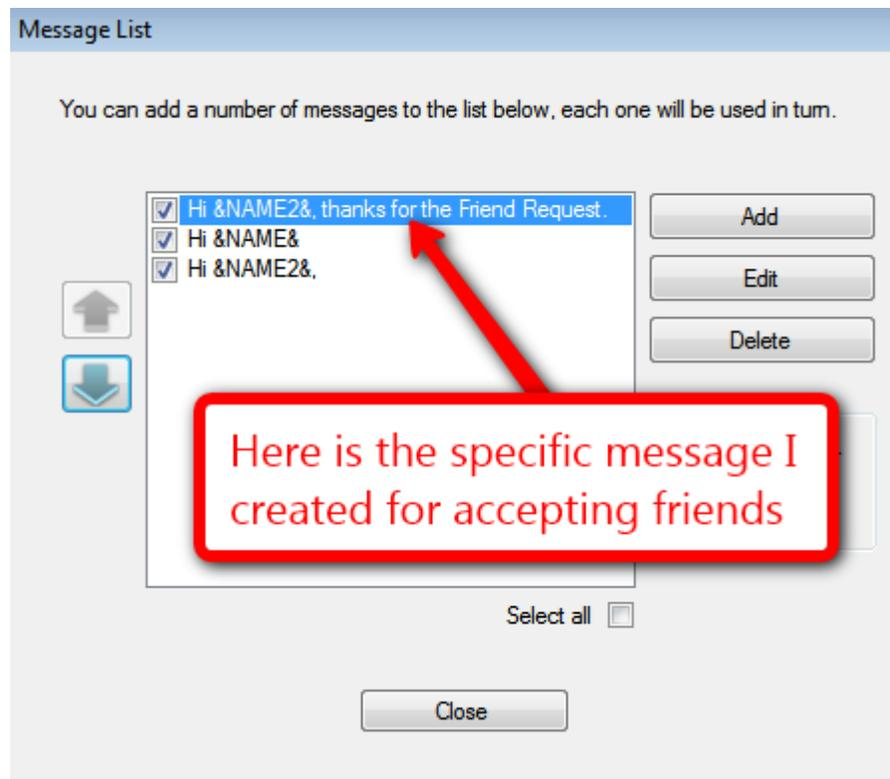 Message List
You can add a number of messages to the list below, each one will be used in turn.
Hi &NAME2&, thanks for the Friend Request.
Hi &NAME&
Hi &NAME2&,
Add
Edit
Delete
Here is the specific message I
created for accepting friends
Select all
Close